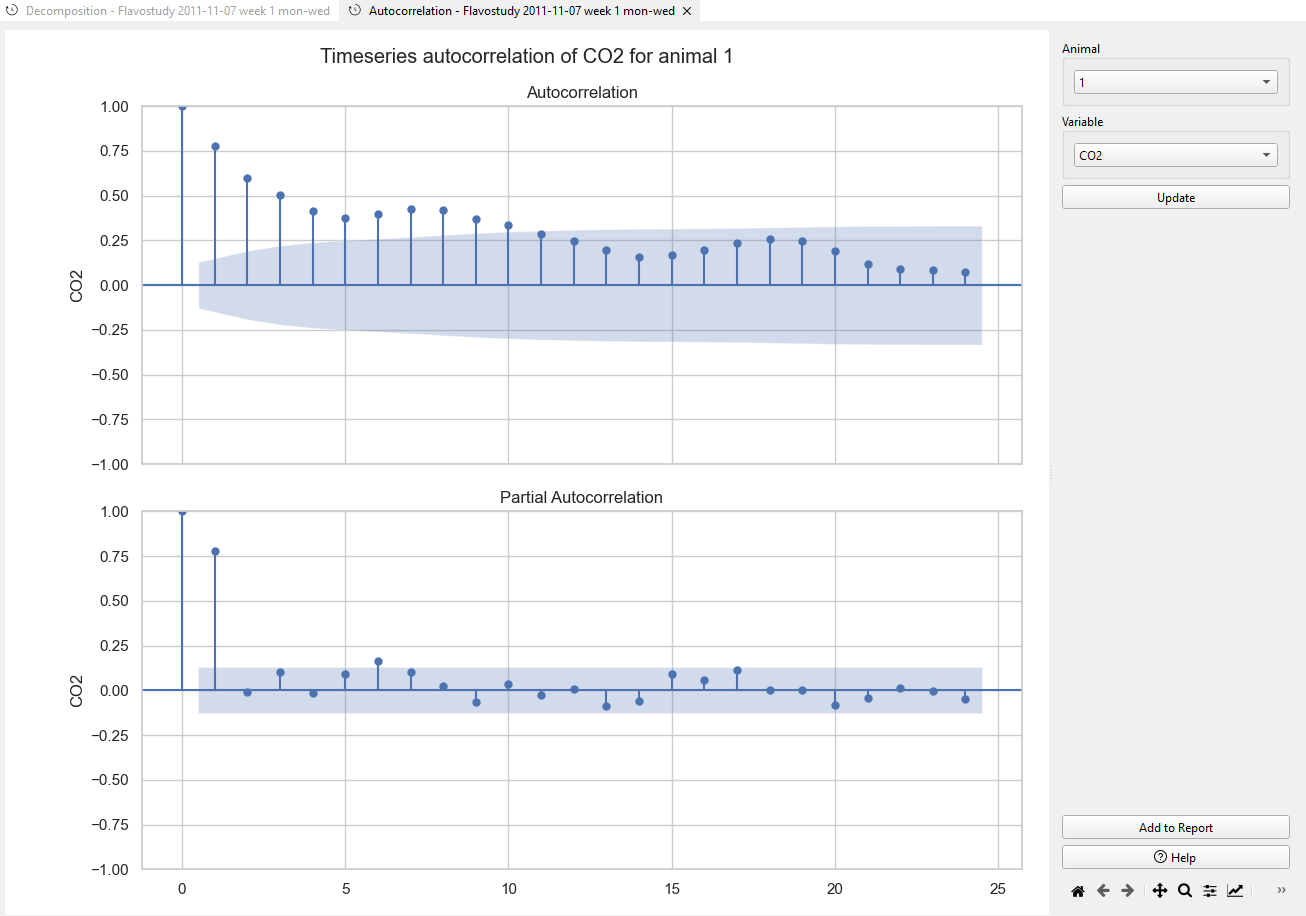 Decomposition - Flavostudy 2011-11-07 week 1 mon-wed Autocorrelation - Flavostudy 2011-11-07 week 1 mon-wed
Timeseries autocorrelation of CO2 for animal 1
Autocorrelation
1.00
0.75
0.50
0.25
0.00
−0.25
−0.50
−0.75
−1.00
CO2
Partial Autocorrelation
1.00
0.75
0.50
0.25
0.00
−0.25
−0.50
−0.75
−1.00
CO2
0 5 10 15 20 25
Animal
1
Variable
CO2
Update
Add to Report
Help